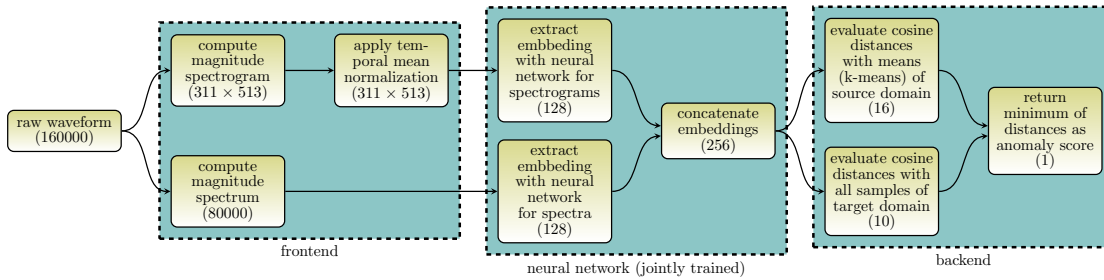 raw waveform
(160000)
compute
magnitude
spectrogram
(311 × 513)
apply tem-
poral mean
normalization
(311 × 513)
compute
magnitude
spectrum
(80000)
frontend
extract
embbeding
with neural
network for
spectrograms
(128)
extract
embbeding
with neural
network
for spectra
(128)
concatenate
embeddings
(256)
neural network (jointly trained)
evaluate cosine
distances
with means
(k-means) of
source domain
(16)
evaluate cosine
distances with
all samples of
target domain
(10)
return
minimum of
distances as
anomaly score
(1)
backend